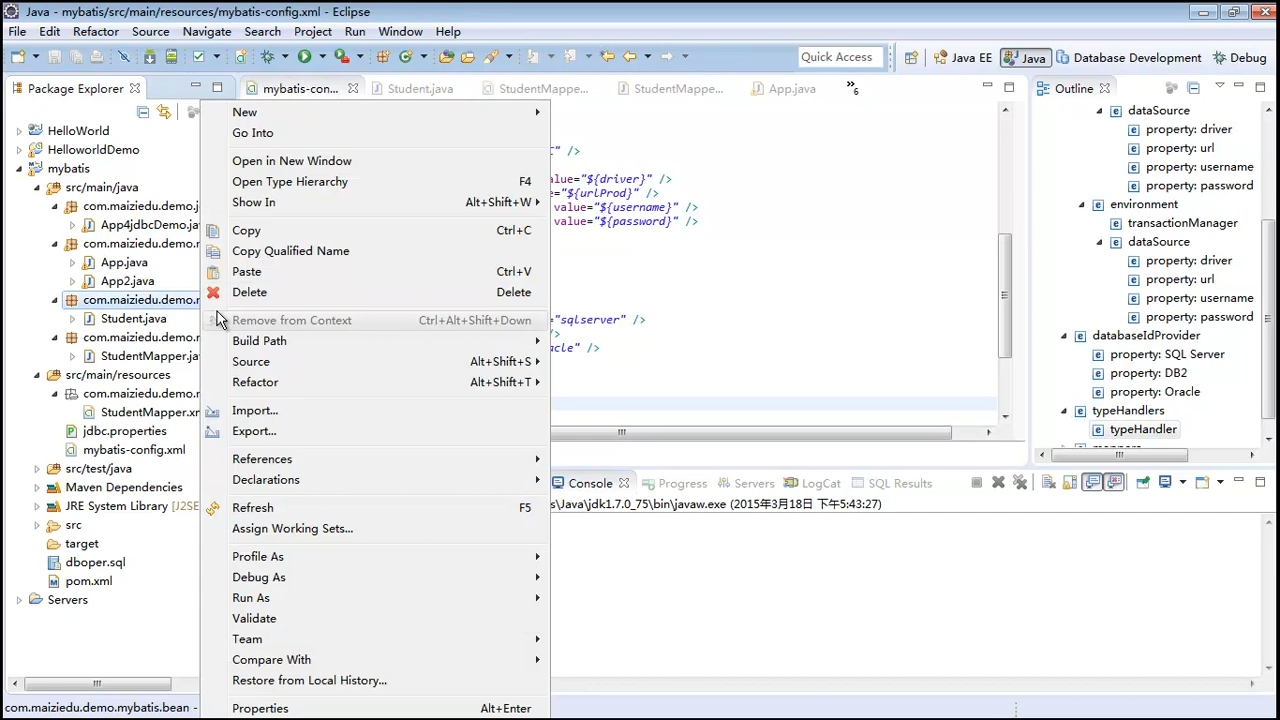 Java - mybatis/src/main/resources/mybatis-config.xml - Eclipse
File Edit Refactor Source Navigate Search Project Run Window Help
Quick Access Java EE Java Database Development Debug
Package Explorer mybatis-con... Student.java StudentMappe... StudentMappe... App.java »6 Outline
HelloWorld
HelloworldDemo
mybatis
src/main/java
com.maiziedu.demo.
App4jdbcDemo.ja
com.maiziedu.demo.
App.java
App2.java
com.maiziedu.demo.
Student.java
com.maiziedu.demo.
StudentMapper.ja
src/main/resources
com.maiziedu.demo.
StudentMapper.xm
jdbc.properties
mybatis-config.xml
src/test/java
Maven Dependencies
JRE System Library [J2SE
src
target
dboper.sql
pom.xml
Servers
New
Go Into
Open in New Window
Open Type Hierarchy F4
Show In Alt+Shift+W
Copy Ctrl+C
Copy Qualified Name
Paste Ctrl+V
Delete Delete
Remove from Context Ctrl+Alt+Shift+Down
Build Path
Source Alt+Shift+S
Refactor Alt+Shift+T
Import...
Export...
References
Declarations
Refresh F5
Assign Working Sets...
Profile As
Debug As
Run As
Validate
Team
Compare With
Restore from Local History...
Properties Alt+Enter
" />
alue="${driver}" />
="${urlProd}" />
value="${username}" />
value="${password}" />
="sqlserver" />
/>
acle" />
dataSource
property: driver
property: url
property: username
property: password
environment
transactionManager
dataSource
property: driver
property: url
property: username
property: password
databaseIdProvider
property: SQL Server
property: DB2
property: Oracle
typeHandlers
typeHandler
Console Progress Servers LogCat SQL Results
s\Java\jdk1.7.0_75\bin\javaw.exe (2015年3月18日 下午5:43:27)
com.maiziedu.demo.mybatis.bean -